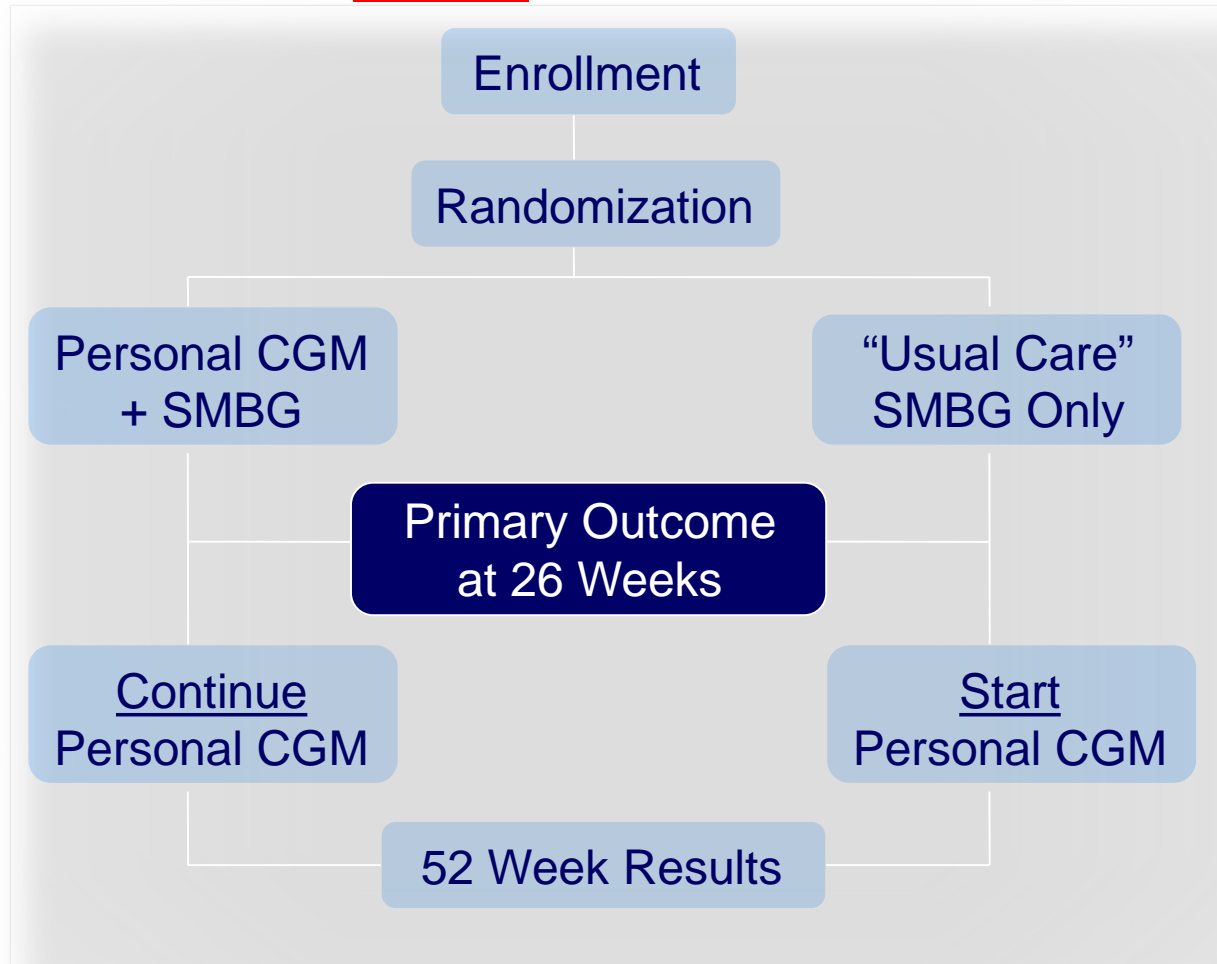 Enrollment
Randomization
Personal CGM
+ SMBG
“Usual Care”
SMBG Only
Primary Outcome
at 26 Weeks
Continue
Personal CGM
Start
Personal CGM
52 Week Results